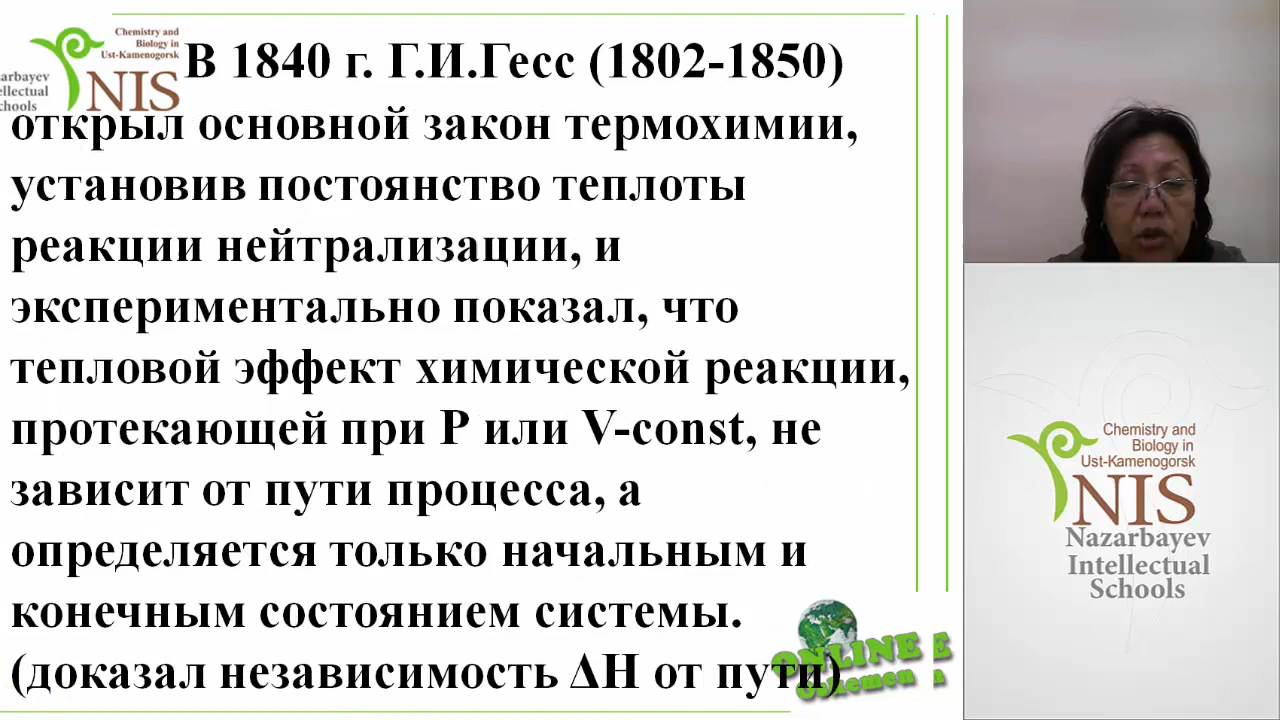 Chemistry and
Biology in
Ust-Kamenogorsk
NIS
В 1840 г. Г.И.Гесс (1802-1850)
открыл основной закон термохимии,
установив постоянство теплоты
реакции нейтрализации, и
экспериментально показал, что
тепловой эффект химической реакции,
протекающей при P или V-const, не
зависит от пути процесса, а
определяется только начальным и
конечным состоянием системы.
(доказал независимость ΔН от пути)
ONLINE E
Chemistry and
Biology in
Ust-Kamenogorsk
NIS
Nazarbayev
Intellectual
Schools